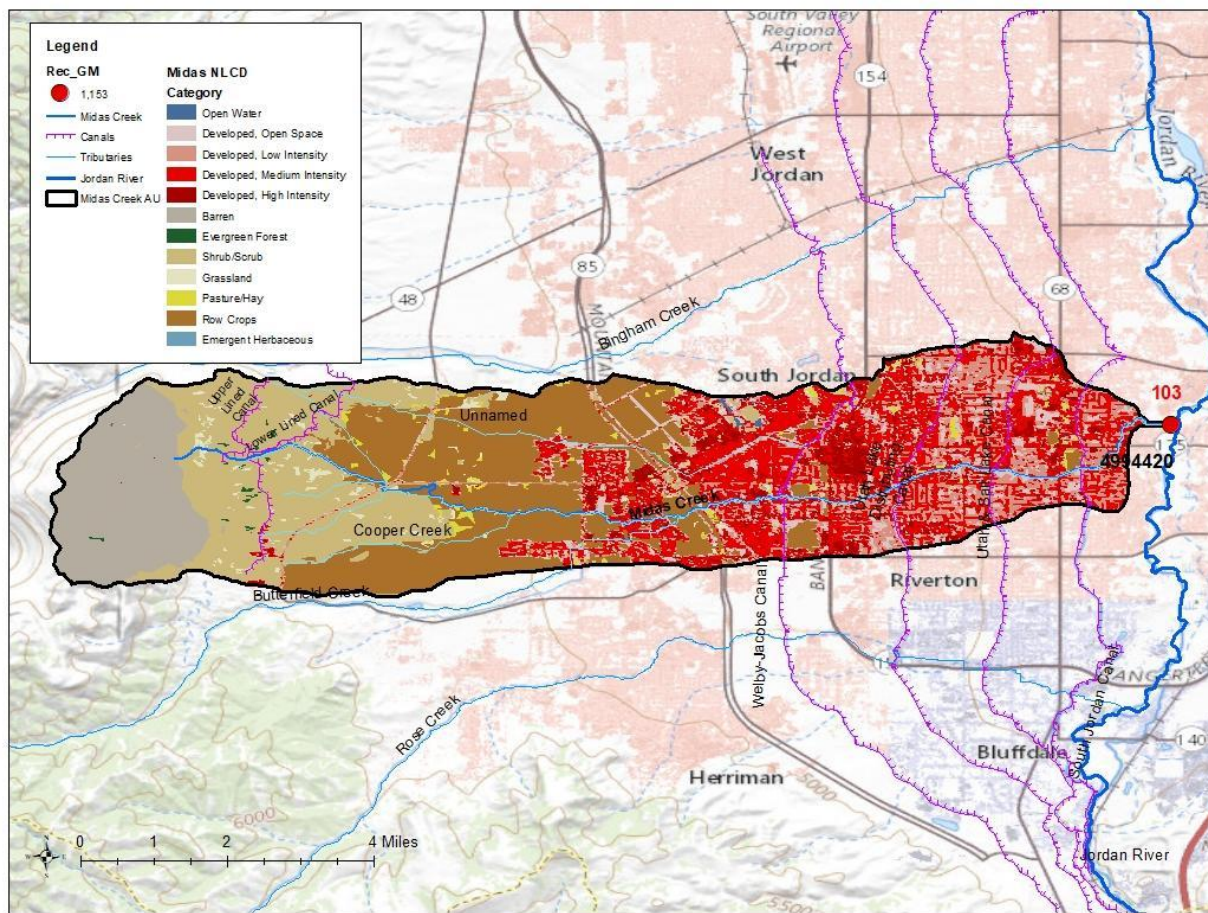 Legend
Rec_GM
1,153
Midas Creek
Canals
Tributaries
Jordan River
Midas Creek AU
Midas NLCD
Category
Open Water
Developed, Open Space
Developed, Low Intensity
Developed, Medium Intensity
Developed, High Intensity
Barren
Evergreen Forest
Shrub/Scrub
Grassland
Pasture/Hay
Row Crops
Emergent Herbaceous
South Valley
Regional
Airport
154
West
Jordan
Jordan
River
85
48
68
Bingham Creek
South Jordan
Upper
Lined
Canal
Lower Lined Canal
Unnamed
103
4994420
Midas Creek
Cooper Creek
Butterfield Creek
Riverton
Welby-Jacobs Canal
Rose Creek
South Jordan Canal
Bluffdale
140
Herriman
5000
6000
0 1 2 4 Miles
Jordan River
5500